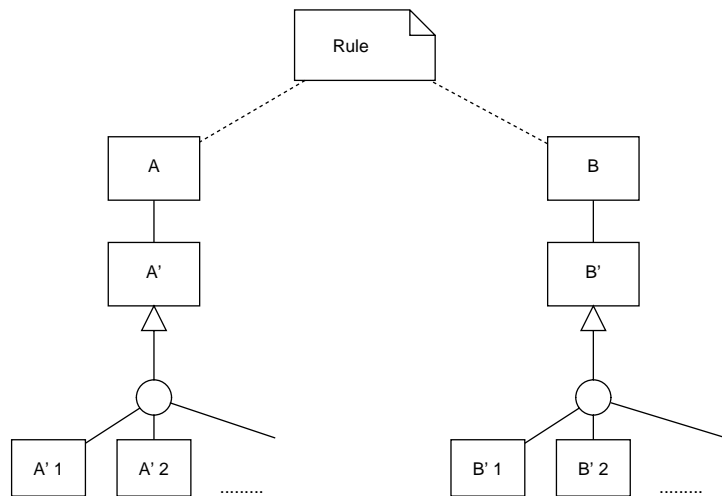 Rule
A B
A’ B’
A’ 1 A’ 2 ......... B’ 1 B’ 2 .........